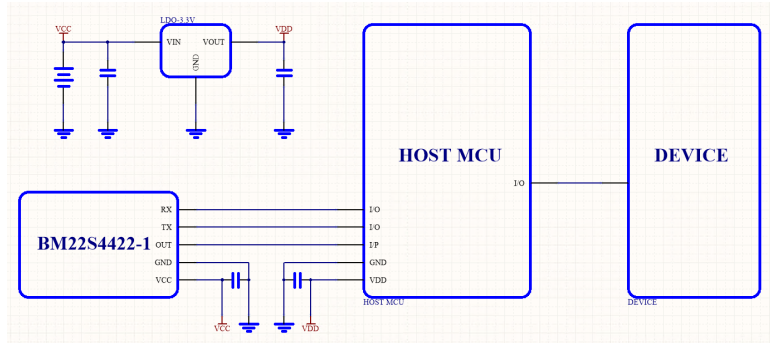 LDO-3.3V
VCC
VIN
VOUT
VDD
GND
HOST MCU
DEVICE
I/O
BM22S4422-1
RX
TX
OUT
GND
VCC
I/O
I/O
I/P
GND
VDD
HOST MCU
DEVICE
VCC
VDD